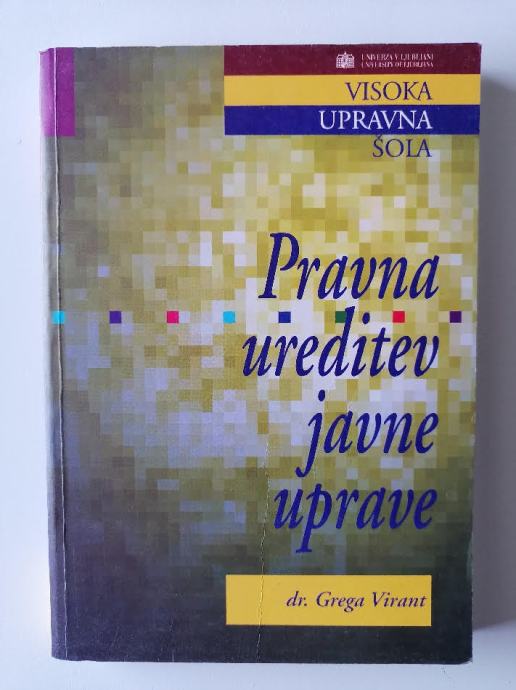 UNIVERZA V LJUBLJANI
UNIVERSITY OF LJUBLJANA
VISOKA
UPRAVNA
ŠOLA
Pravna
ureditev
javne
uprave
dr. Grega Virant